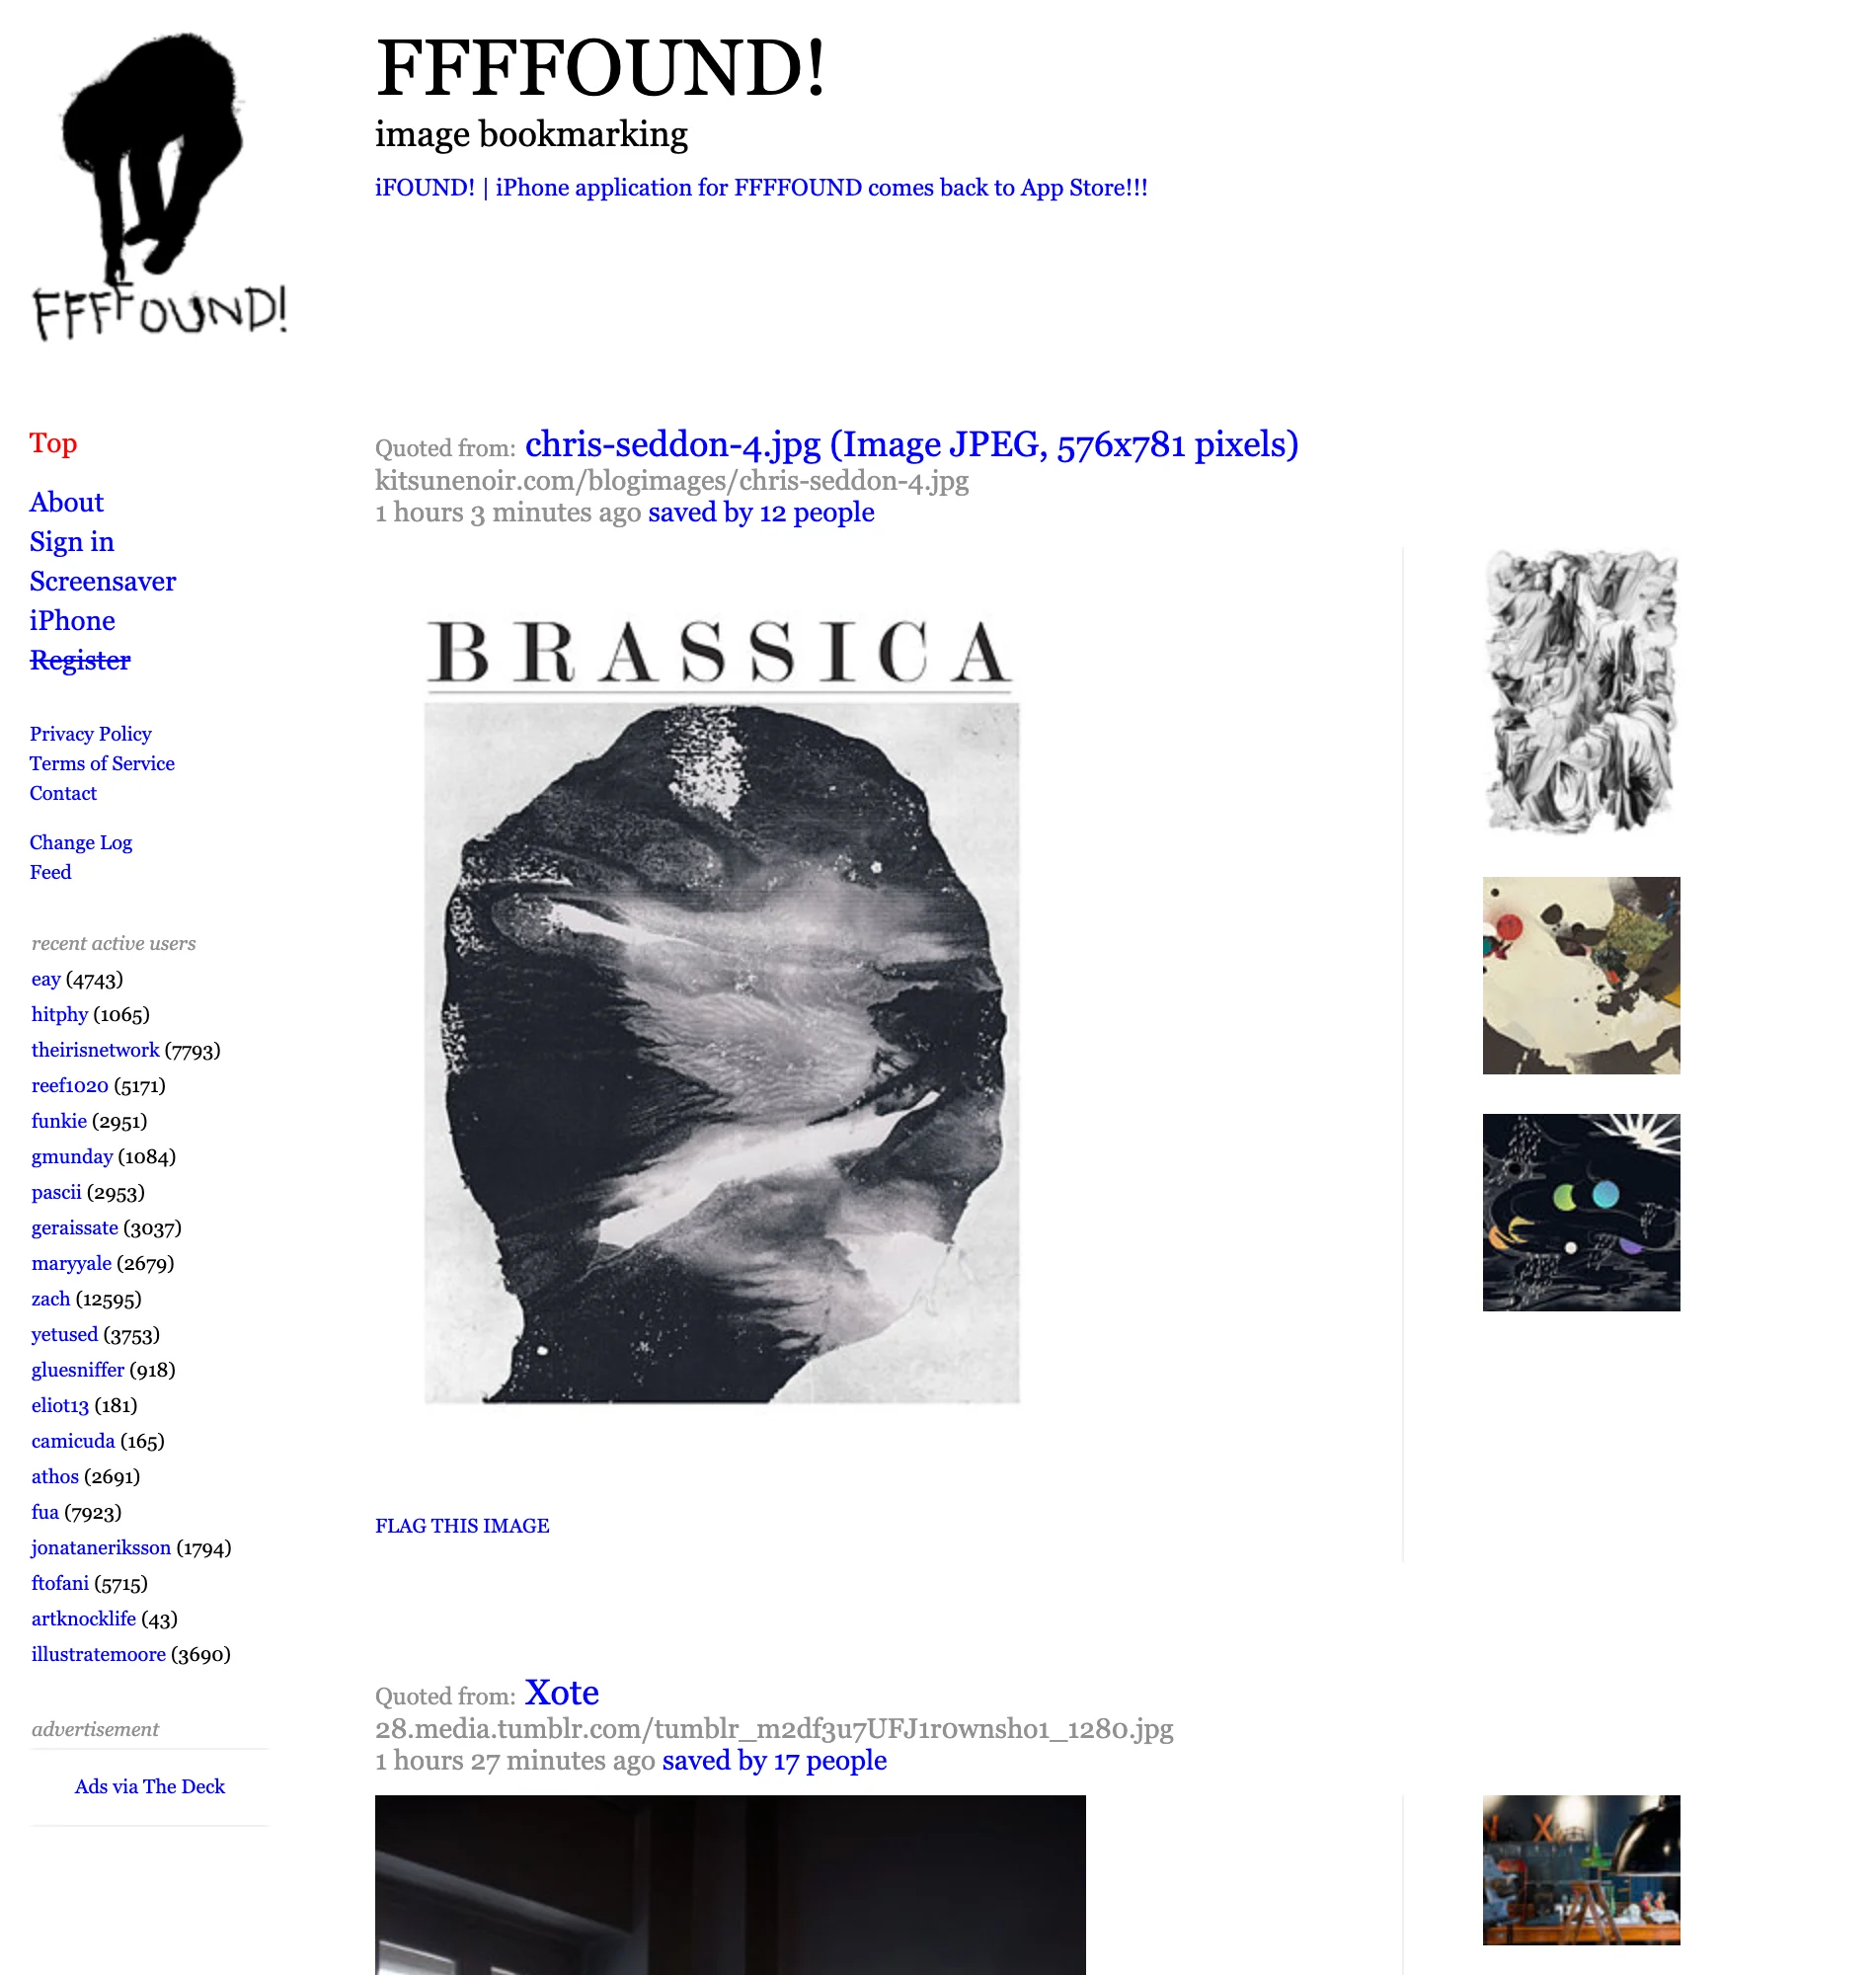 FFFFOUND!
FFFFOUND!
image bookmarking
iFOUND! | iPhone application for FFFFOUND comes back to App Store!!!
Top
About
Sign in
Screensaver
iPhone
Register
Privacy Policy
Terms of Service
Contact
Change Log
Feed
recent active users
eay (4743)
hitphy (1065)
theirisnetwork (7793)
reef1020 (5171)
funkie (2951)
gmunday (1084)
pascii (2953)
geraissate (3037)
maryyale (2679)
zach (12595)
yetused (3753)
gluesniffer (918)
eliot13 (181)
camicuda (165)
athos (2691)
fua (7923)
jonataneriksson (1794)
ftofani (5715)
artknocklife (43)
illustratemoore (3690)
advertisement
Ads via The Deck
Quoted from: chris-seddon-4.jpg (Image JPEG, 576x781 pixels)
kitsunenoir.com/blogimages/chris-seddon-4.jpg
1 hours 3 minutes ago saved by 12 people
BRASSICA
FLAG THIS IMAGE
Quoted from: Xote
28.media.tumblr.com/tumblr_m2df3u7UFJ1r0wnsho1_1280.jpg
1 hours 27 minutes ago saved by 17 people